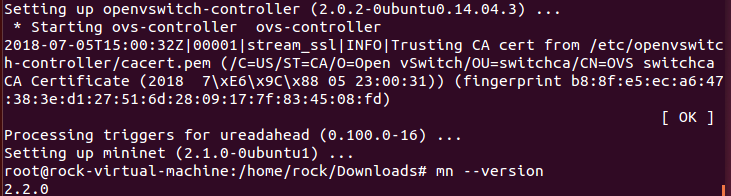 Setting up openvswitch-controller (2.0.2-0ubuntu0.14.04.3) ...
 * Starting ovs-controller  ovs-controller
2018-07-05T15:00:32Z|00001|stream_ssl|INFO|Trusting CA cert from /etc/openvswitc
h-controller/cacert.pem (/C=US/ST=CA/O=Open vSwitch/OU=switchca/CN=OVS switchca
CA Certificate (2018  7\xE6\x9C\x88 05 23:00:31)) (fingerprint b8:8f:e5:ec:a6:47
:38:3e:d1:27:51:6d:28:09:17:7f:83:45:08:fd)
[ OK ]
Processing triggers for ureadahead (0.100.0-16) ...
Setting up mininet (2.1.0-0ubuntu1) ...
root@rock-virtual-machine:/home/rock/Downloads# mn --version
2.2.0